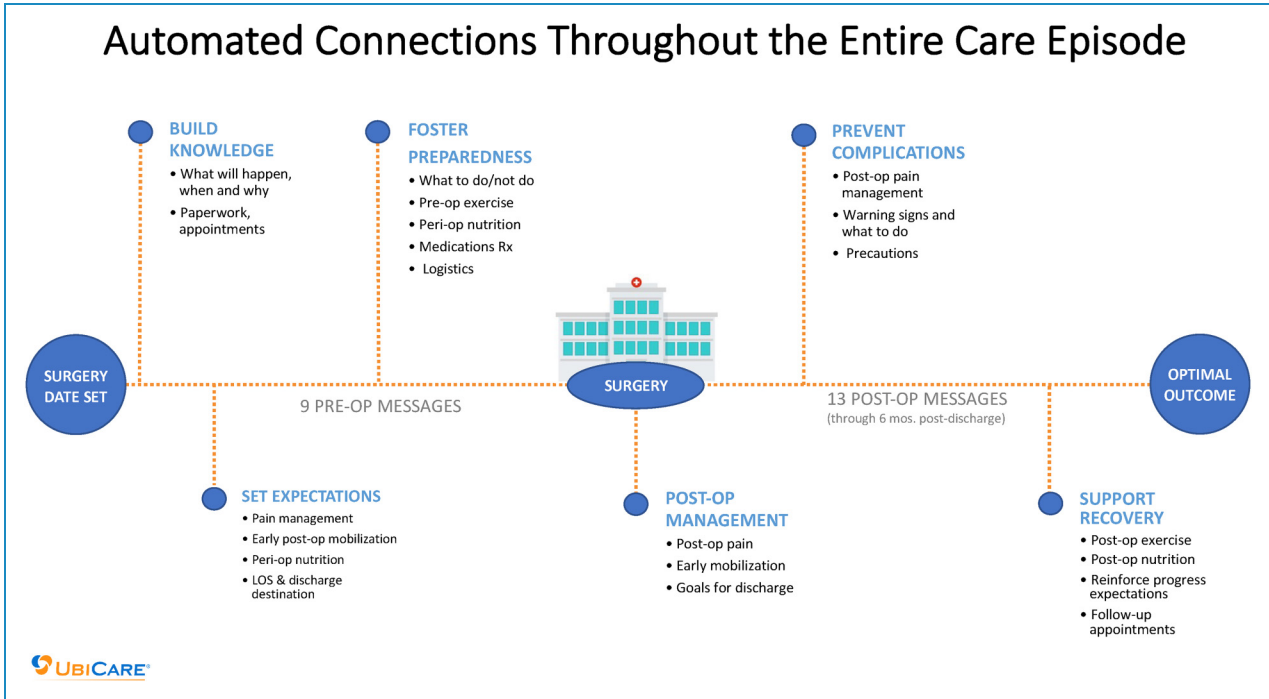 Automated Connections Throughout the Entire Care Episode
BUILD
KNOWLEDGE
• What will happen,
when and why
• Paperwork,
appointments
FOSTER
PREPAREDNESS
• What to do/not do
• Pre-op exercise
• Peri-op nutrition
• Medications Rx
• Logistics
PREVENT
COMPLICATIONS
• Post-op pain
management
• Warning signs and
what to do
• Precautions
SURGERY
DATE SET
9 PRE-OP MESSAGES
SURGERY
13 POST-OP MESSAGES
(through 6 mos. post-discharge)
OPTIMAL
OUTCOME
SET EXPECTATIONS
• Pain management
• Early post-op mobilization
• Peri-op nutrition
• LOS & discharge
destination
POST-OP
MANAGEMENT
• Post-op pain
• Early mobilization
• Goals for discharge
SUPPORT
RECOVERY
• Post-op exercise
• Post-op nutrition
• Reinforce progress
expectations
• Follow-up
appointments
UBICARE®